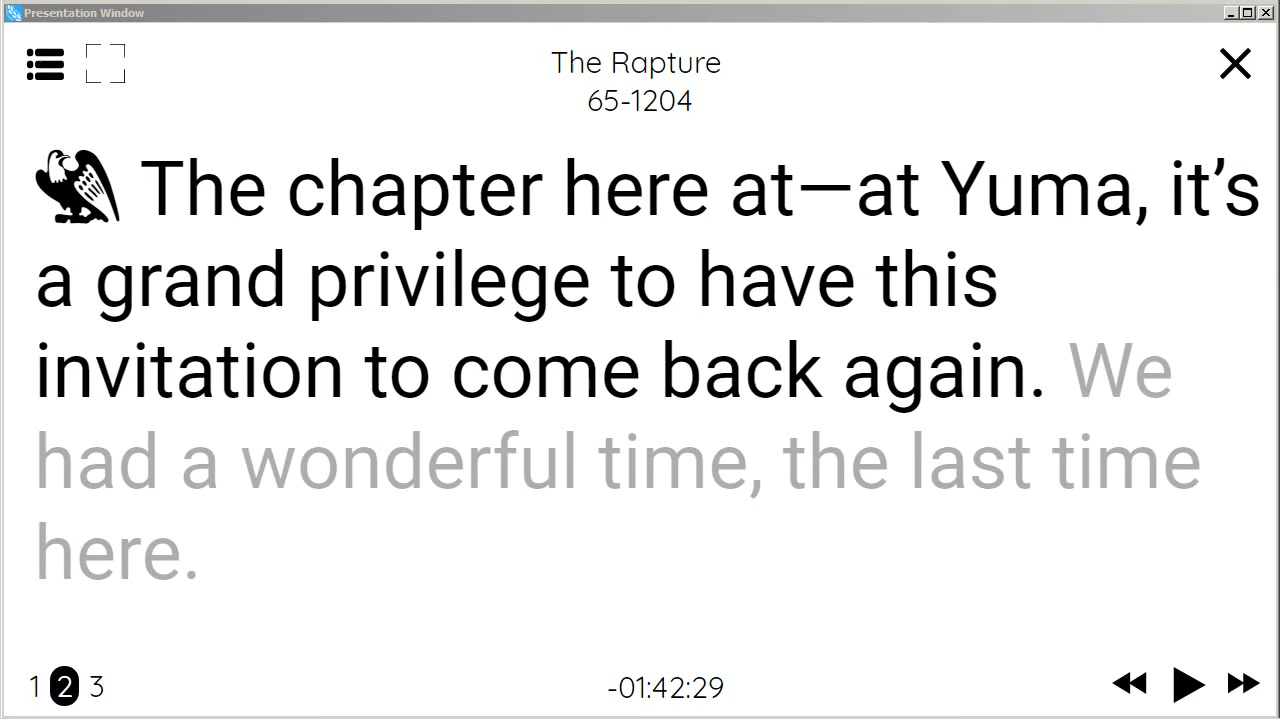 Presentation Window
The Rapture
65-1204
The chapter here at—at Yuma, it’s
a grand privilege to have this
invitation to come back again. We
had a wonderful time, the last time
here.
1 2 3
-01:42:29